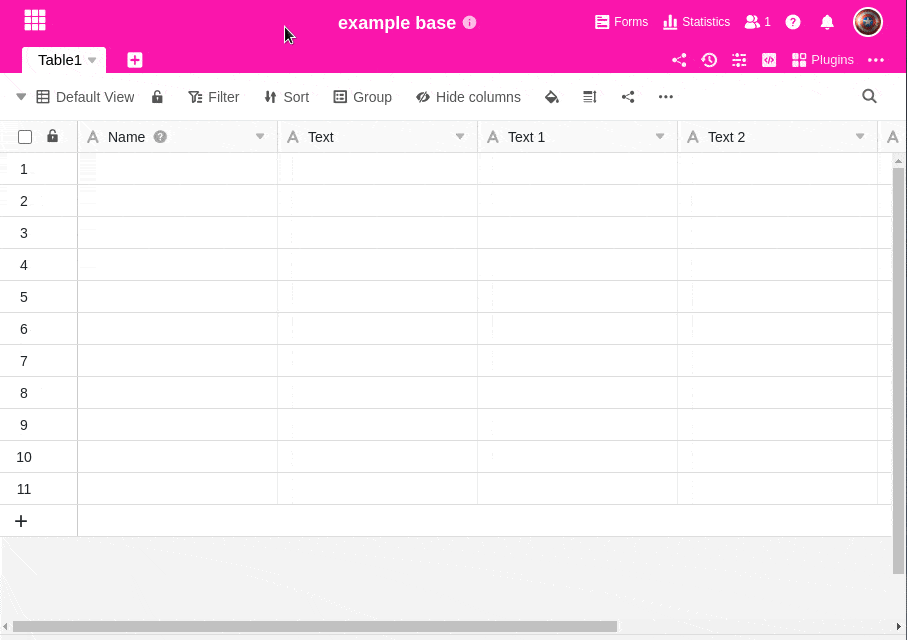 example base
Forms Statistics 1
Table1
Plugins
Default View Filter Sort Group Hide columns
Name Text Text 1 Text 2
1
2
3
4
5
6
7
8
9
10
11